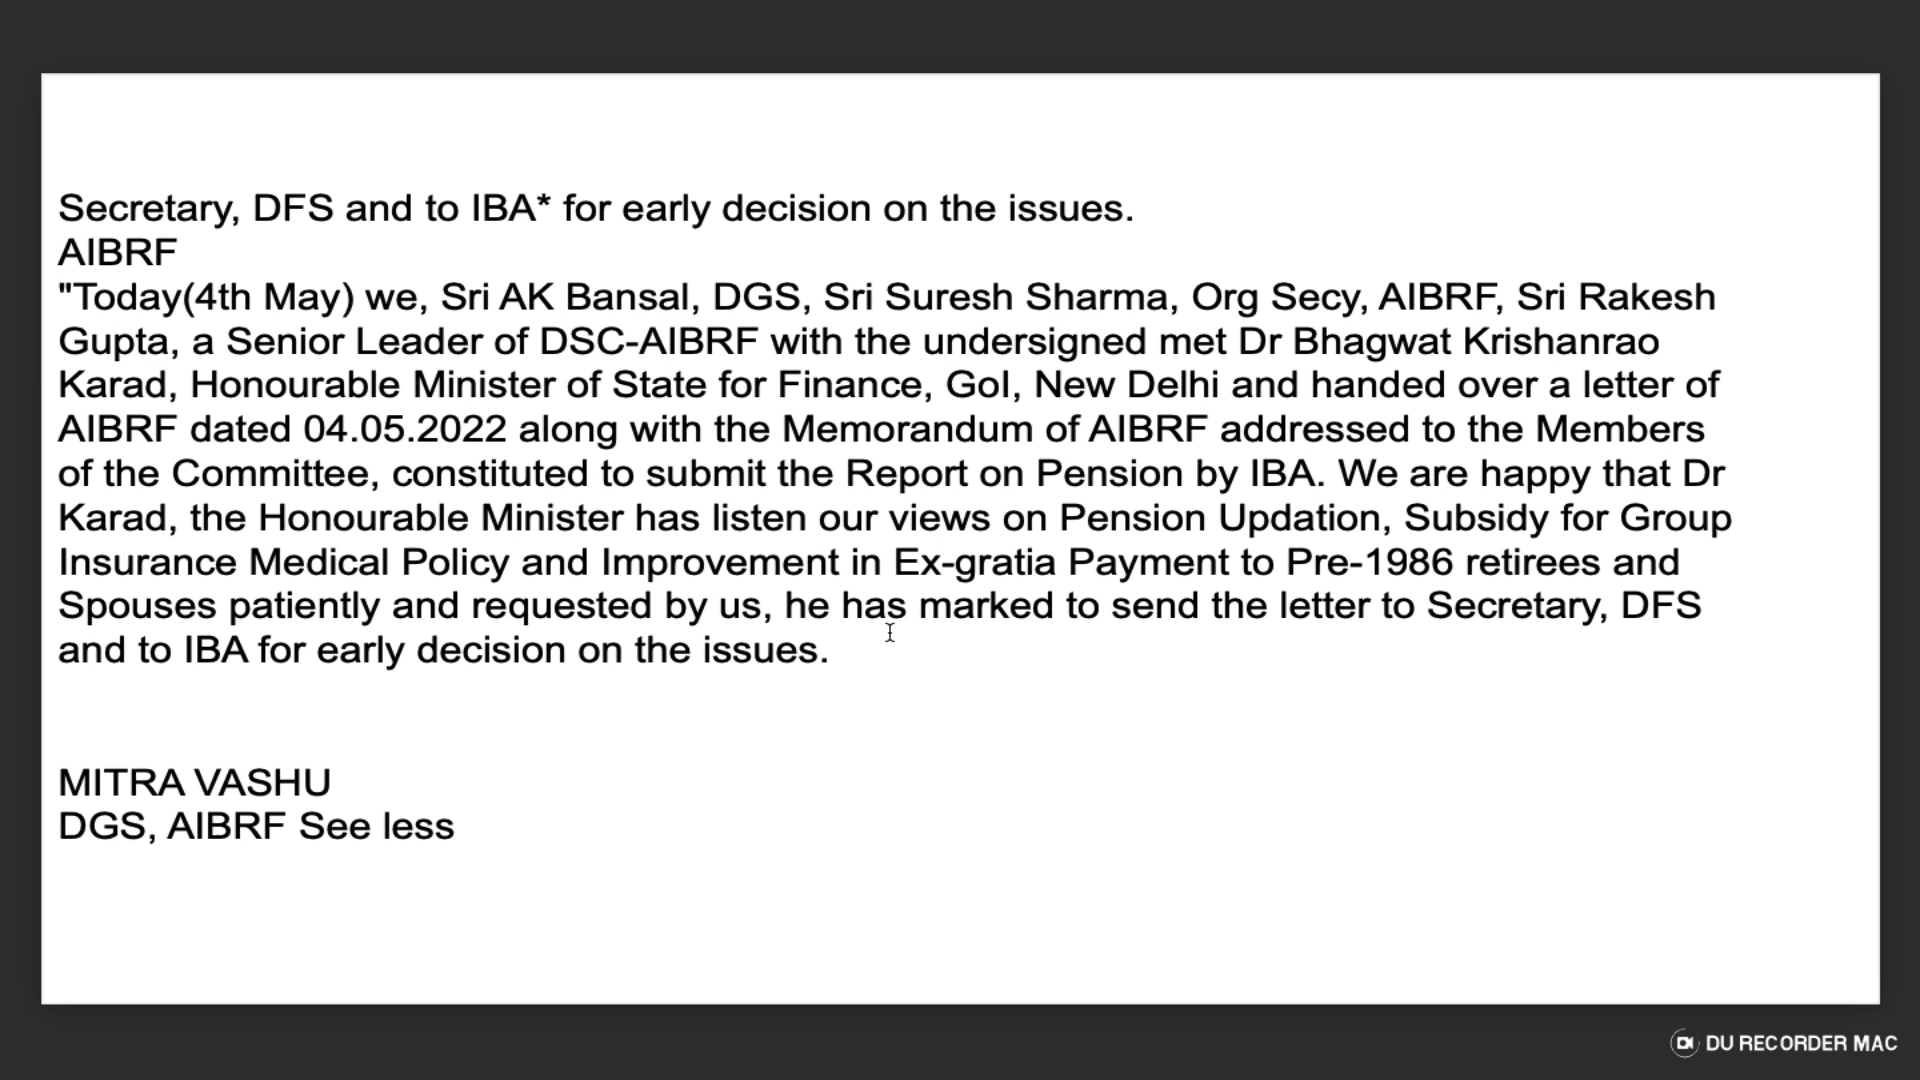 Secretary, DFS and to IBA* for early decision on the issues.
AIBRF
"Today(4th May) we, Sri AK Bansal, DGS, Sri Suresh Sharma, Org Secy, AIBRF, Sri Rakesh
Gupta, a Senior Leader of DSC-AIBRF with the undersigned met Dr Bhagwat Krishanrao
Karad, Honourable Minister of State for Finance, GoI, New Delhi and handed over a letter of
AIBRF dated 04.05.2022 along with the Memorandum of AIBRF addressed to the Members
of the Committee, constituted to submit the Report on Pension by IBA. We are happy that Dr
Karad, the Honourable Minister has listen our views on Pension Updation, Subsidy for Group
Insurance Medical Policy and Improvement in Ex-gratia Payment to Pre-1986 retirees and
Spouses patiently and requested by us, he has marked to send the letter to Secretary, DFS
and to IBA for early decision on the issues.
MITRA VASHU
DGS, AIBRF See less
DU RECORDER MAC